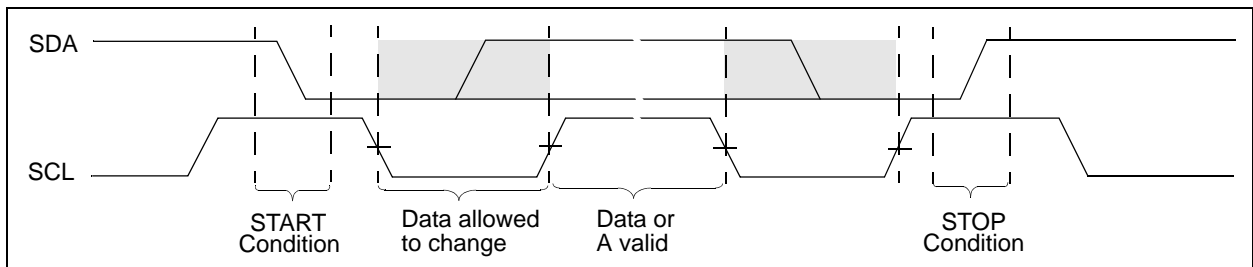 SDA
SCL
START
Condition
Data allowed
to change
Data or
A valid
STOP
Condition